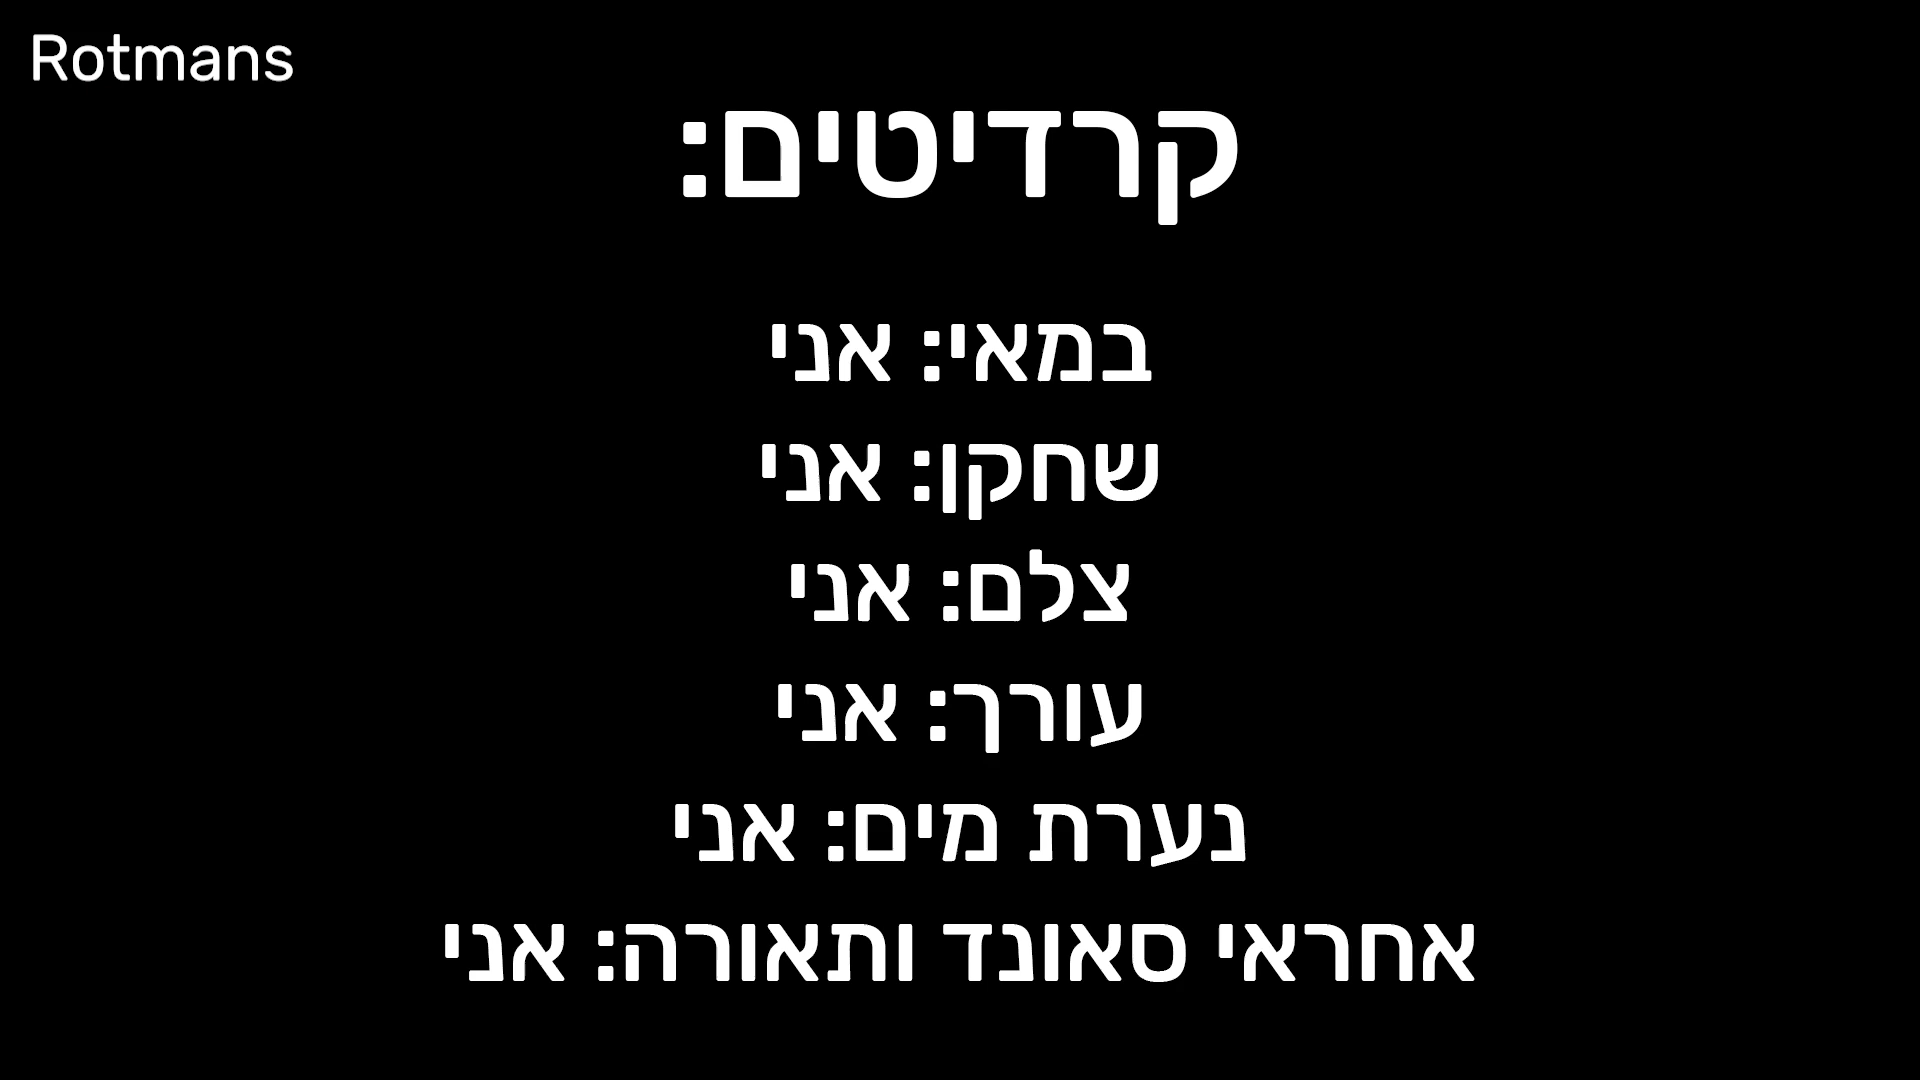 Rotmans
קרדיטים:
במאי: אני
שחקן: אני
צלם: אני
עורך: אני
נערת מים: אני
אחראי סאונד ותאורה: אני